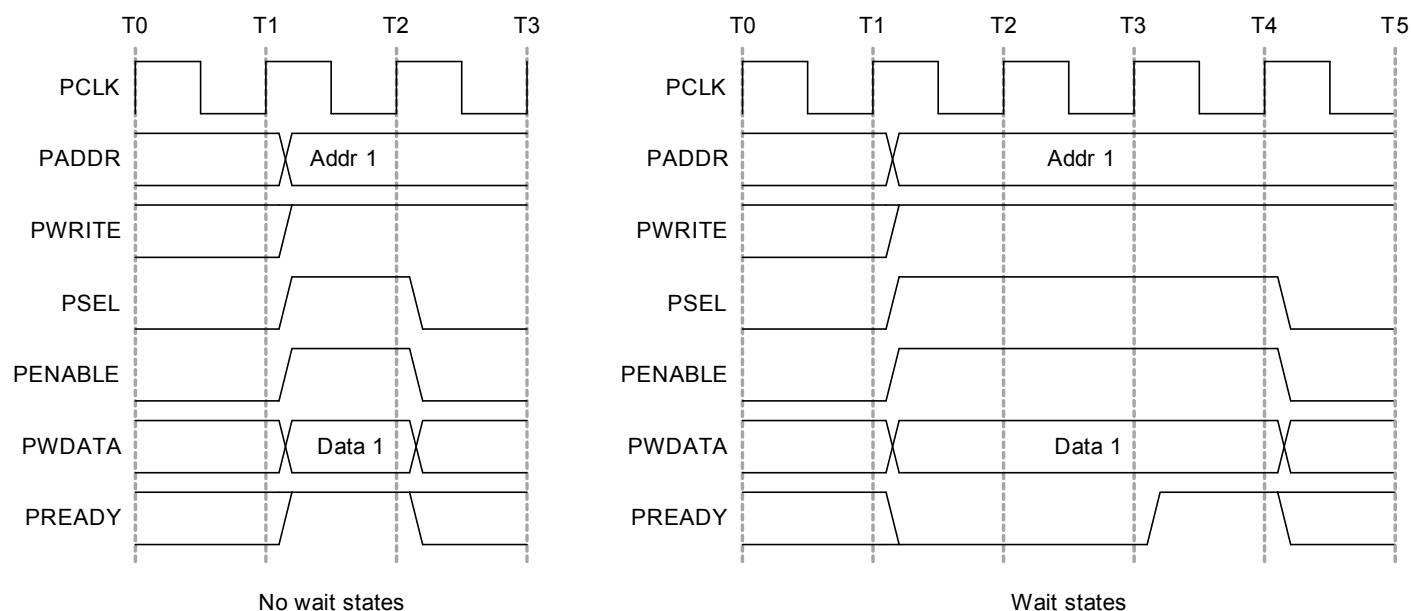 T0 T1 T2 T3
PCLK
PADDR Addr 1
PWRITE
PSEL
PENABLE
PWDATA Data 1
PREADY
No wait states
T0 T1 T2 T3 T4 T5
PCLK
PADDR Addr 1
PWRITE
PSEL
PENABLE
PWDATA Data 1
PREADY
Wait states